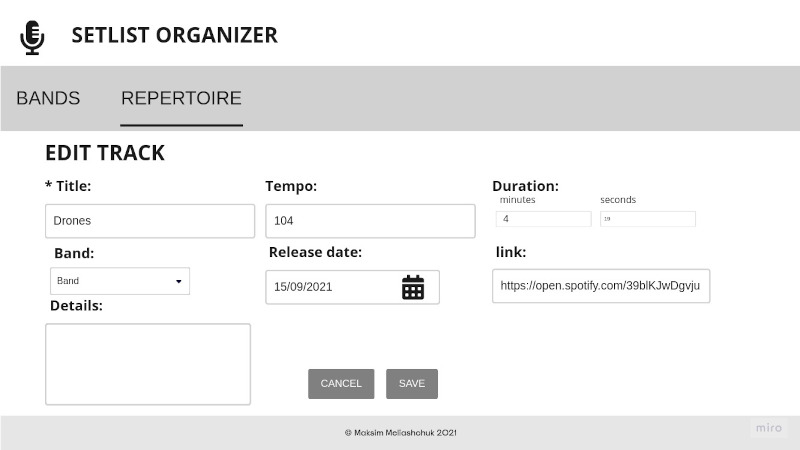 SETLIST ORGANIZER
BANDS REPERTOIRE
EDIT TRACK
* Title: Tempo: Duration:
minutes seconds
Drones 104 4
Band: Release date: link:
Band 15/09/2021 https://open.spotify.com/39blKJwDgvju
Details:
CANCEL SAVE
© Maksim Meliashchuk 2021
miro